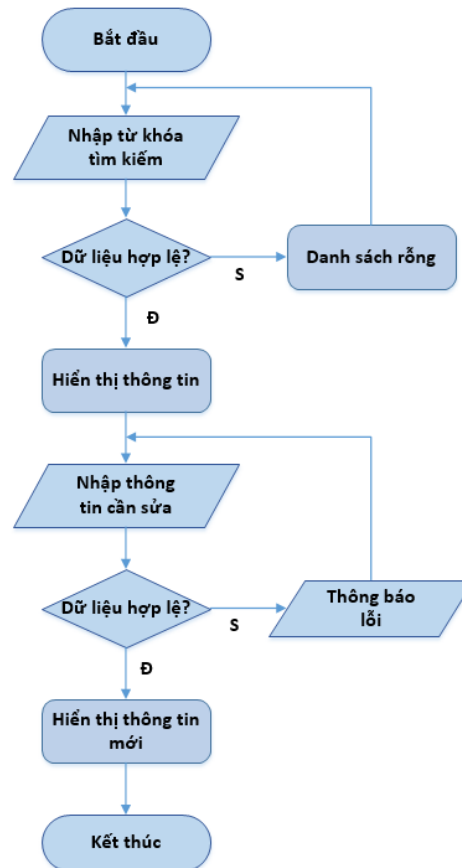 Bắt đầu
Nhập từ khóa
tìm kiếm
Dữ liệu hợp lệ?
S
Danh sách rỗng
Đ
Hiển thị thông tin
Nhập thông
tin cần sửa
Dữ liệu hợp lệ?
S
Thông báo
lỗi
Đ
Hiển thị thông tin
mới
Kết thúc